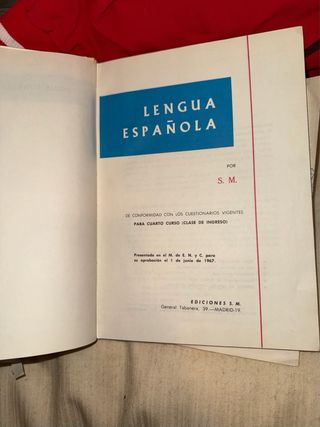 LENGUA
ESPAÑOLA
POR
S. M.
DE CONFORMIDAD CON LOS CUESTIONARIOS VIGENTES
PARA CUARTO CURSO (CLASE DE INGRESO)
Presentado en el M. de E. N. y C. para
su aprobación el 1 de junio de 1967.
EDICIONES S. M.
General Tabanera, 39.—MADRID-19.